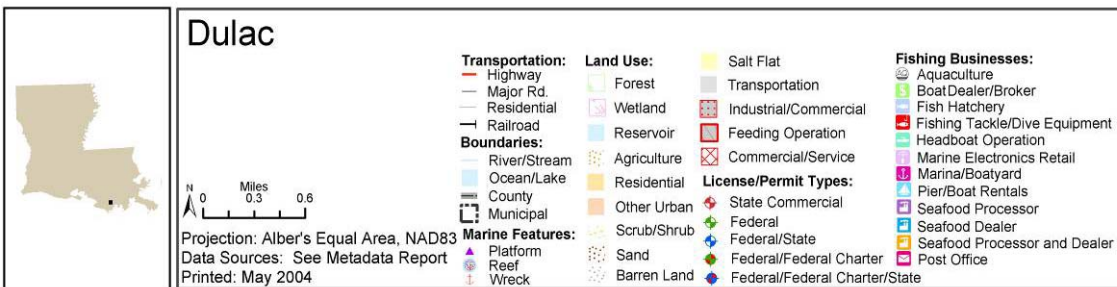 Dulac
N
Miles
0 0.3 0.6
Projection: Alber's Equal Area, NAD83
Data Sources: See Metadata Report
Printed: May 2004
Transportation:
Highway
Major Rd.
Residential
Railroad
Boundaries:
River/Stream
Ocean/Lake
County
Municipal
Marine Features:
Platform
Reef
Wreck
Land Use:
Forest
Wetland
Reservoir
Agriculture
Residential
Other Urban
Scrub/Shrub
Sand
Barren Land
Salt Flat
Transportation
Industrial/Commercial
Feeding Operation
Commercial/Service
License/Permit Types:
State Commercial
Federal
Federal/State
Federal/Federal Charter
Federal/Federal Charter/State
Fishing Businesses:
AQ Aquaculture
$ BoatDealer/Broker
Fish Hatchery
Fishing Tackle/Dive Equipment
Headboat Operation
Marine Electronics Retail
Marina/Boatyard
Pier/Boat Rentals
Seafood Processor
Seafood Dealer
Seafood Processor and Dealer
Post Office